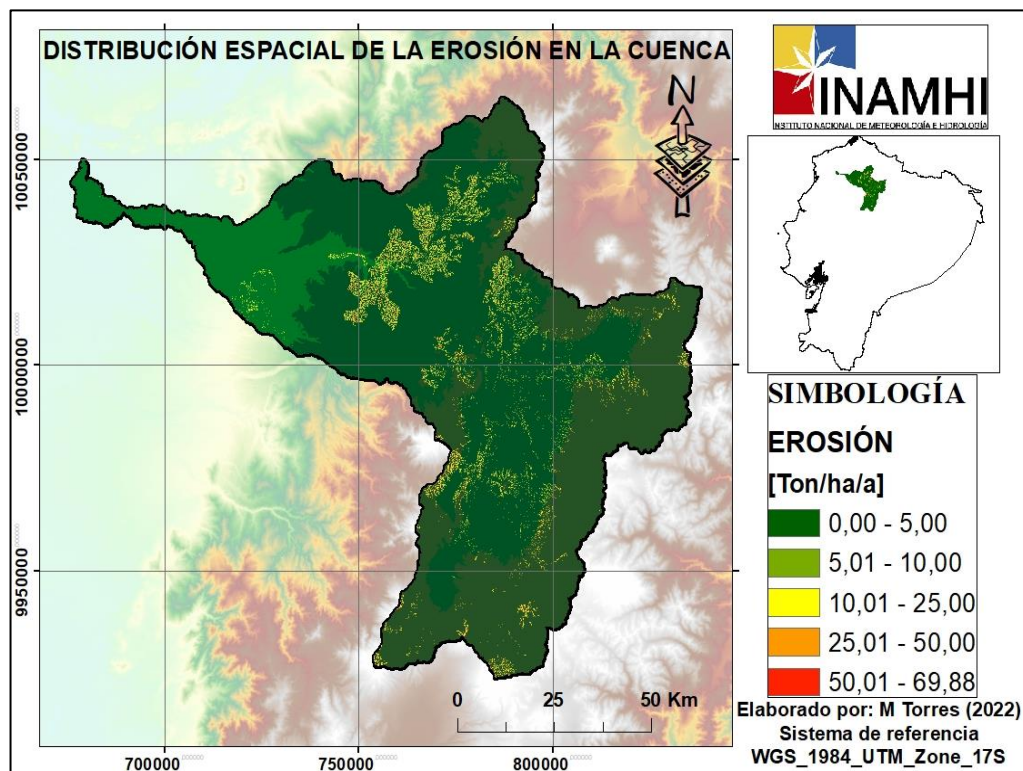 DISTRIBUCIÓN ESPACIAL DE LA EROSIÓN EN LA CUENCA
N
INAMHI
INSTITUTO NACIONAL DE METEOROLOGÍA E HIDROLOGÍA
10050000
10000000
9950000
700000
750000
800000
0 25 50 Km
SIMBOLOGÍA
EROSIÓN
[Ton/ha/a]
0,00 - 5,00
5,01 - 10,00
10,01 - 25,00
25,01 - 50,00
50,01 - 69,88
Elaborado por: M Torres (2022)
Sistema de referencia
WGS_1984_UTM_Zone_17S